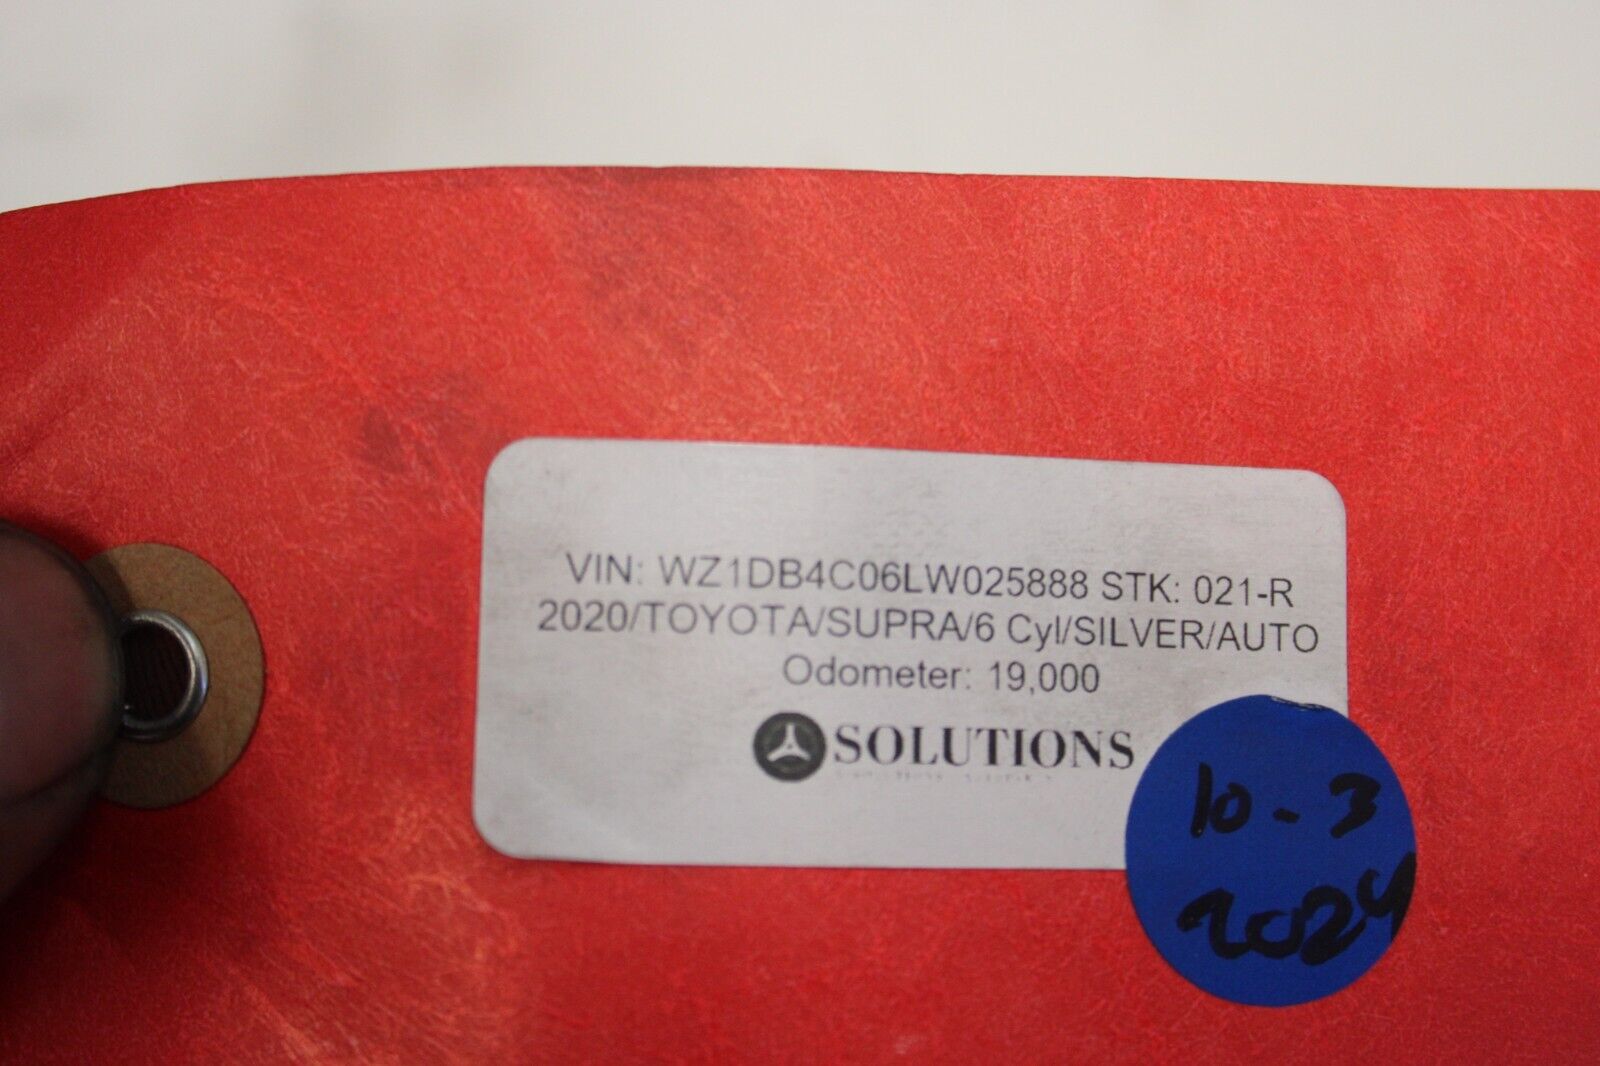 VIN: WZ1DB4C06LW025888 STK: 021-R
2020/TOYOTA/SUPRA/6 Cyl/SILVER/AUTO
Odometer: 19,000
SOLUTIONS
10-3
2024